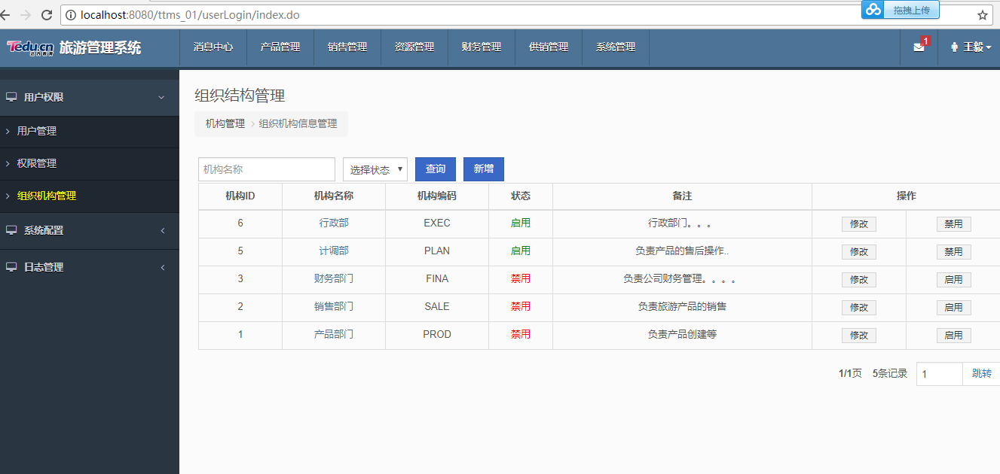 localhost:8080/ttms_01/userLogin/index.do
拖拽上传
Tedu.cn 旅游管理系统
消息中心 产品管理 销售管理 资源管理 财务管理 供销管理 系统管理
1
王毅
用户权限
用户管理
权限管理
组织机构管理
系统配置
日志管理
组织结构管理
机构管理 > 组织机构信息管理
机构名称 选择状态 查询 新增
机构ID 机构名称 机构编码 状态 备注 操作
6 行政部 EXEC 启用 行政部门。。。 修改 禁用
5 计调部 PLAN 启用 负责产品的售后操作.. 修改 禁用
3 财务部门 FINA 禁用 负责公司财务管理。。。。 修改 启用
2 销售部门 SALE 禁用 负责旅游产品的销售 修改 启用
1 产品部门 PROD 禁用 负责产品创建等 修改 启用
1/1页 5条记录 1 跳转